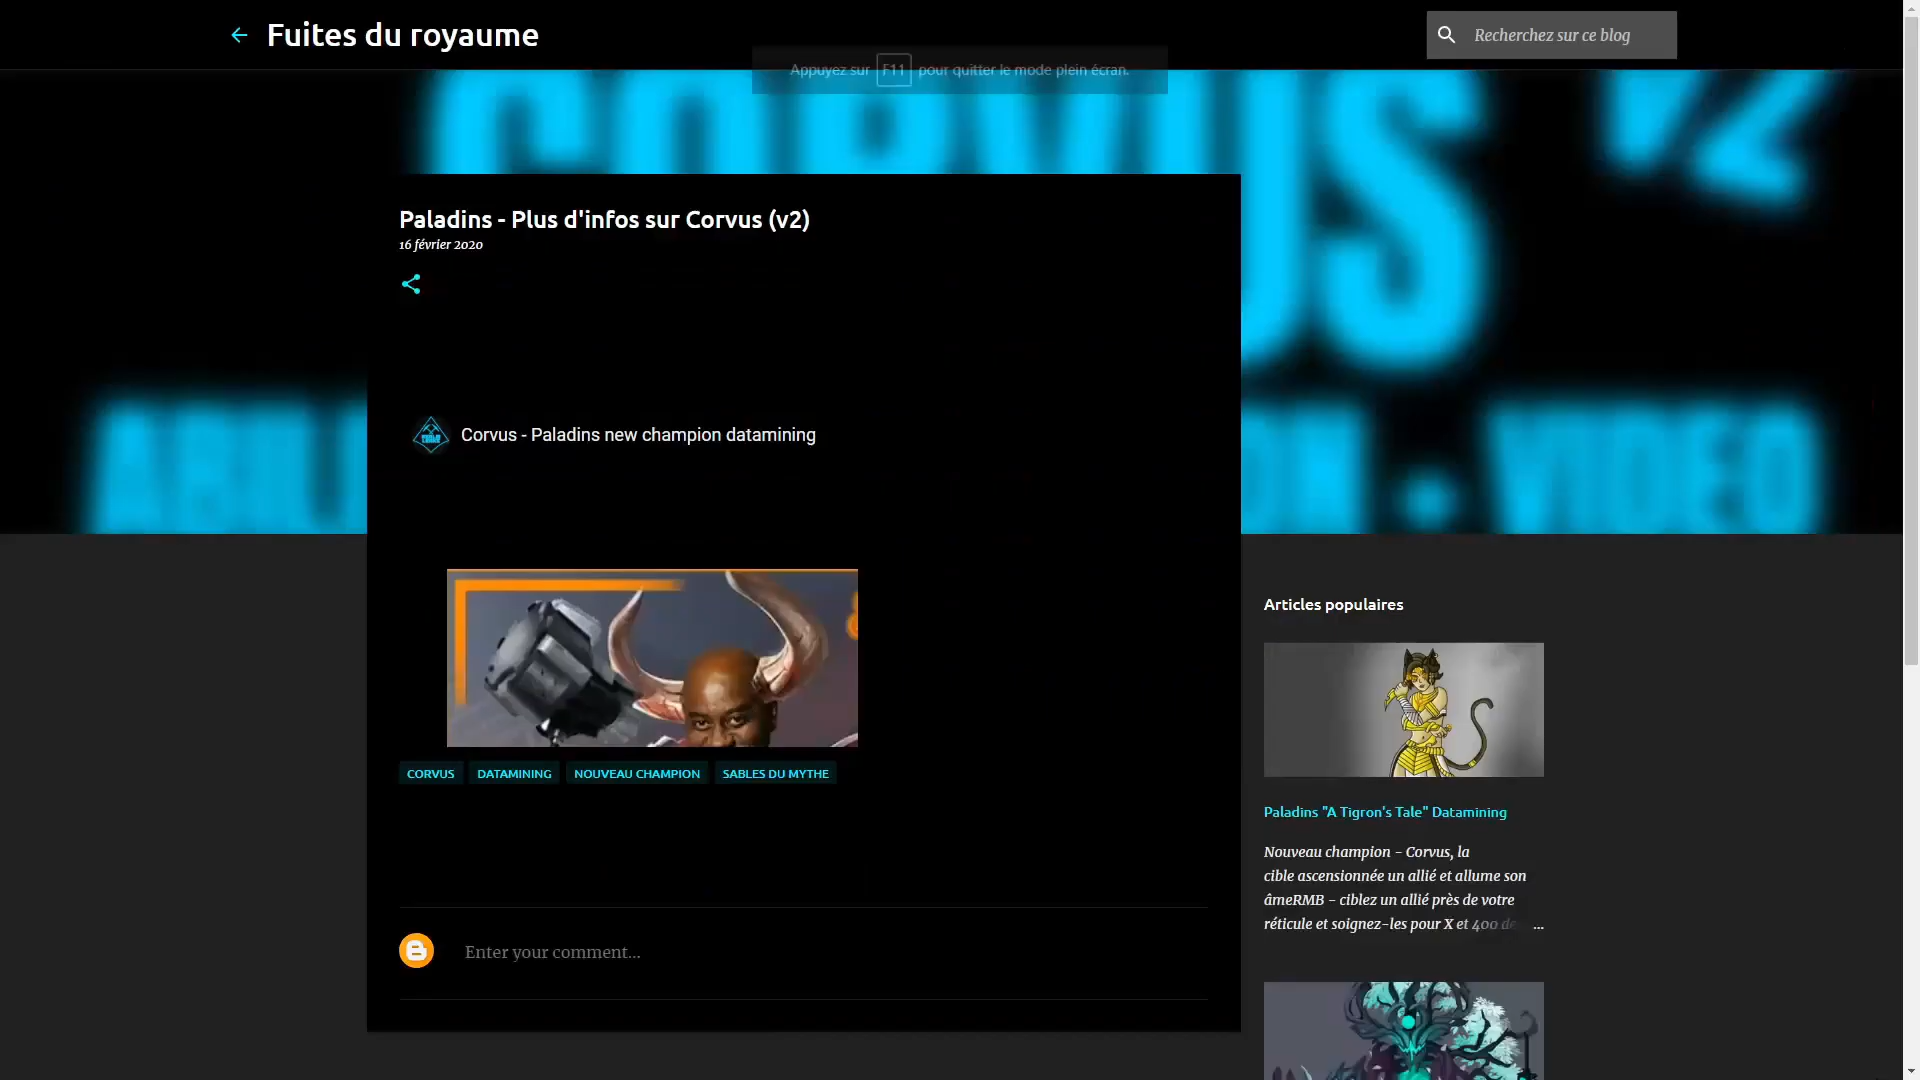 Fuites du royaume
Recherchez sur ce blog
Appuyez sur F11 pour quitter le mode plein écran.
CORVUS V2
Paladins - Plus d'infos sur Corvus (v2)
16 février 2020
Corvus - Paladins new champion datamining
VIDEO
CORVUS DATAMINING NOUVEAU CHAMPION SABLES DU MYTHE
Enter your comment...
Articles populaires
Paladins "A Tigron's Tale" Datamining
Nouveau champion - Corvus, la
cible ascensionnée un allié et allume son
âmeRMB - ciblez un allié près de votre
réticule et soignez-les pour X et 400 de ...